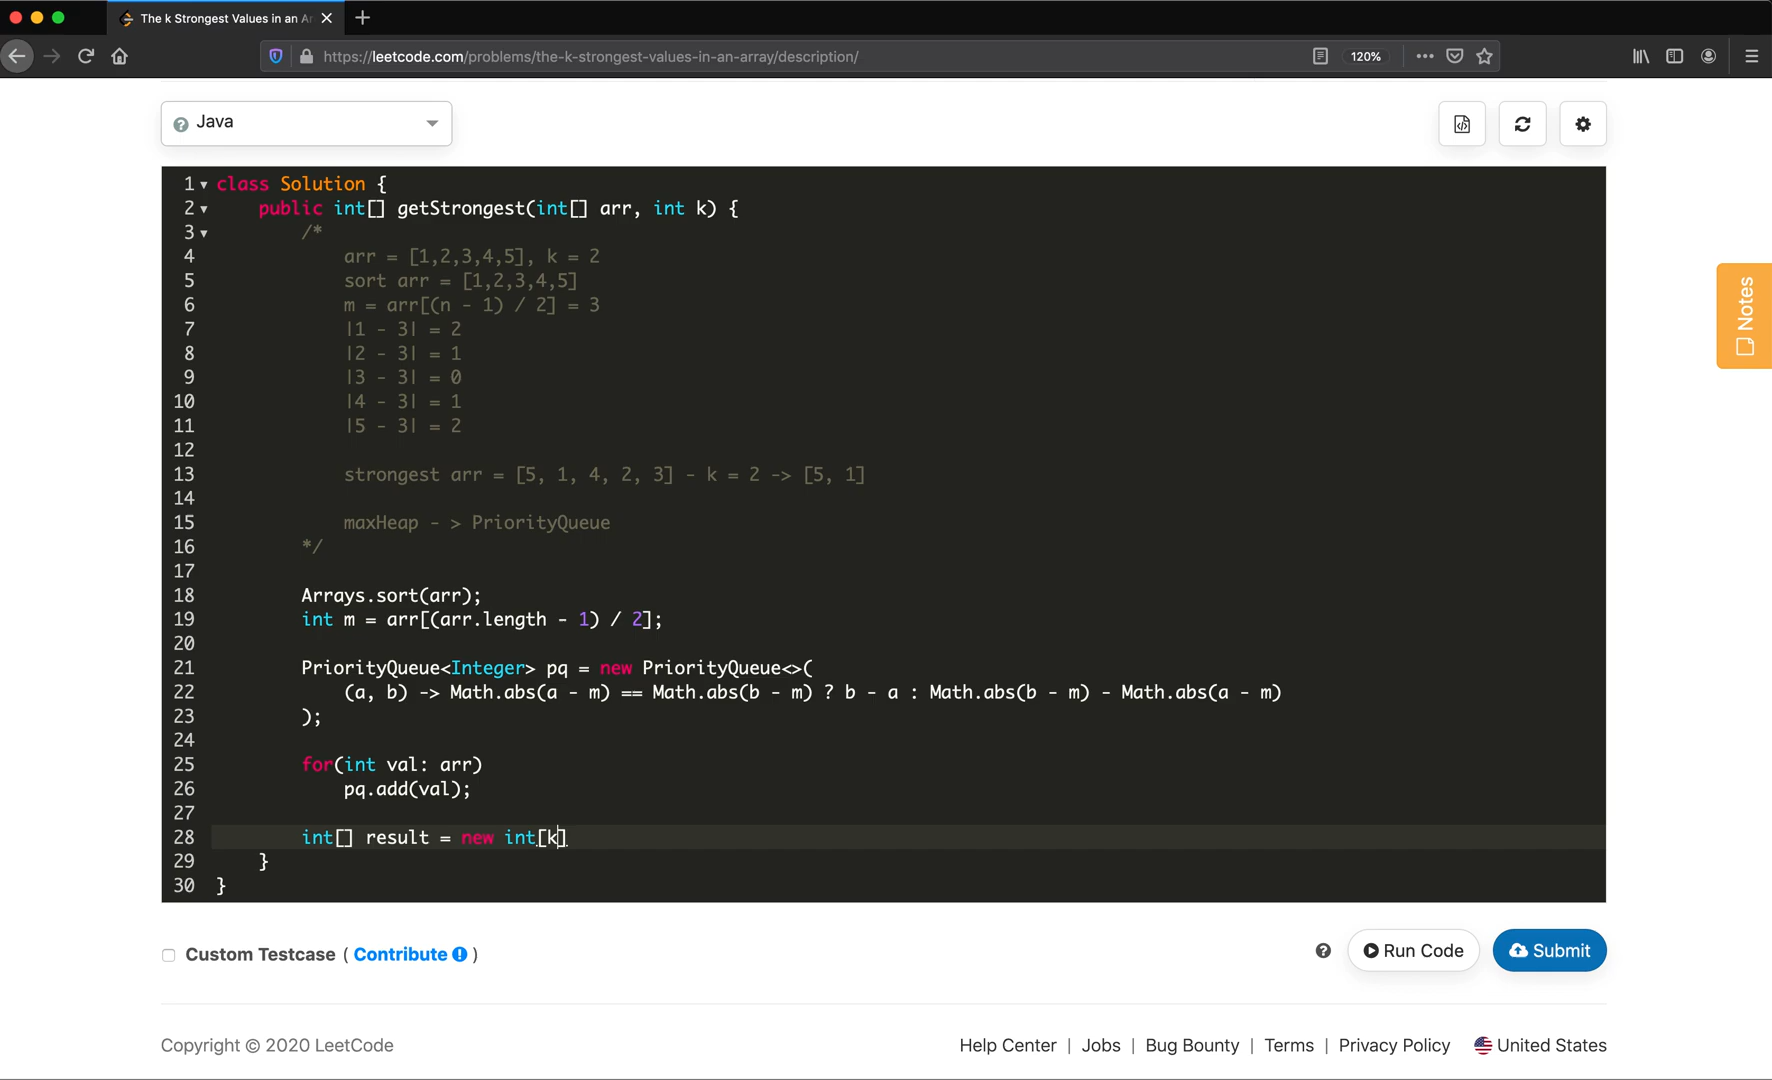 The k Strongest Values in an Ar
https://leetcode.com/problems/the-k-strongest-values-in-an-array/description/
120%
Java
Notes
1 class Solution {
2 public int[] getStrongest(int[] arr, int k) {
3 /*
4 arr = [1,2,3,4,5], k = 2
5 sort arr = [1,2,3,4,5]
6 m = arr[(n - 1) / 2] = 3
7 |1 - 3| = 2
8 |2 - 3| = 1
9 |3 - 3| = 0
10 |4 - 3| = 1
11 |5 - 3| = 2
12
13 strongest arr = [5, 1, 4, 2, 3] - k = 2 -> [5, 1]
14
15 maxHeap - > PriorityQueue
16 */
17
18 Arrays.sort(arr);
19 int m = arr[(arr.length - 1) / 2];
20
21 PriorityQueue<Integer> pq = new PriorityQueue<>(
22 (a, b) -> Math.abs(a - m) == Math.abs(b - m) ? b - a : Math.abs(b - m) - Math.abs(a - m)
23 );
24
25 for(int val: arr)
26 pq.add(val);
27
28 int[] result = new int[k]
29 }
30 }
Custom Testcase ( Contribute )
Run Code
Submit
Copyright © 2020 LeetCode
Help Center | Jobs | Bug Bounty | Terms | Privacy Policy United States